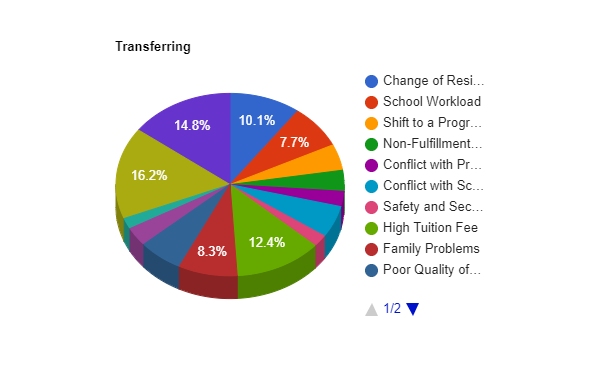 Transferring
10.1%
7.7%
12.4%
8.3%
16.2%
14.8%
Change of Resi...
School Workload
Shift to a Progr...
Non-Fulfillment...
Conflict with Pr...
Conflict with Sc...
Safety and Sec...
High Tuition Fee
Family Problems
Poor Quality of...
1/2